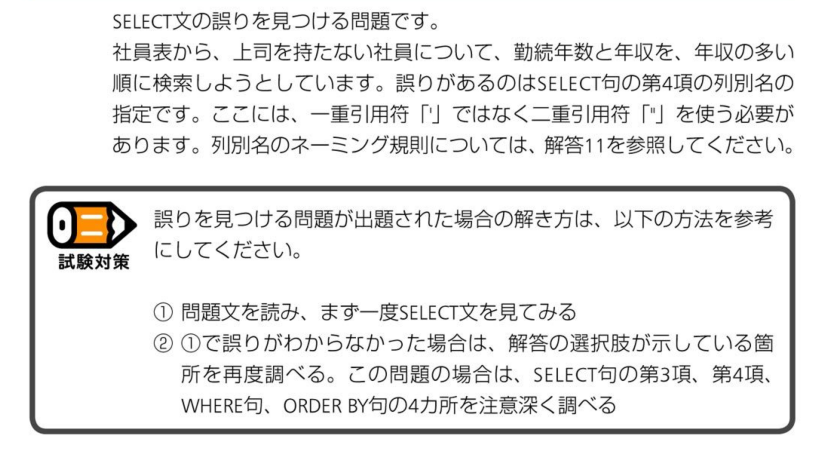 SELECT文の誤りを見つける問題です。
社員表から、上司を持たない社員について、勤続年数と年収を、年収の多い
順に検索しようとしています。誤りがあるのはSELECT句の第4項の列別名の
指定です。ここには、一重引用符「'」ではなく二重引用符「"」を使う必要が
あります。列別名のネーミング規則については、解答11を参照してください。
誤りを見つける問題が出題された場合の解き方は、以下の方法を参考
にしてください。
試験対策
① 問題文を読み、まず一度SELECT文を見てみる
② ①で誤りがわからなかった場合は、解答の選択肢が示している箇
所を再度調べる。この問題の場合は、SELECT句の第3項、第4項、
WHERE句、ORDER BY句の4カ所を注意深く調べる